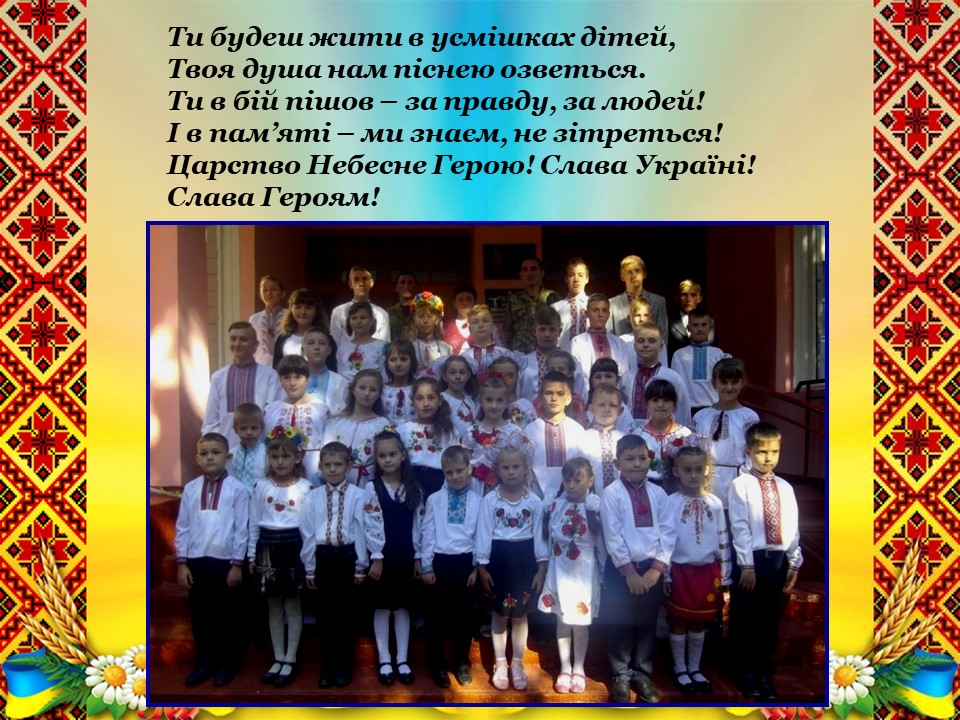 Ти будеш жити в усмішках дітей,
Твоя душа нам піснею озветься.
Ти в бій пішов – за правду, за людей!
І в пам’яті – ми знаєм, не зітреться!
Царство Небесне Герою! Слава Україні!
Слава Героям!